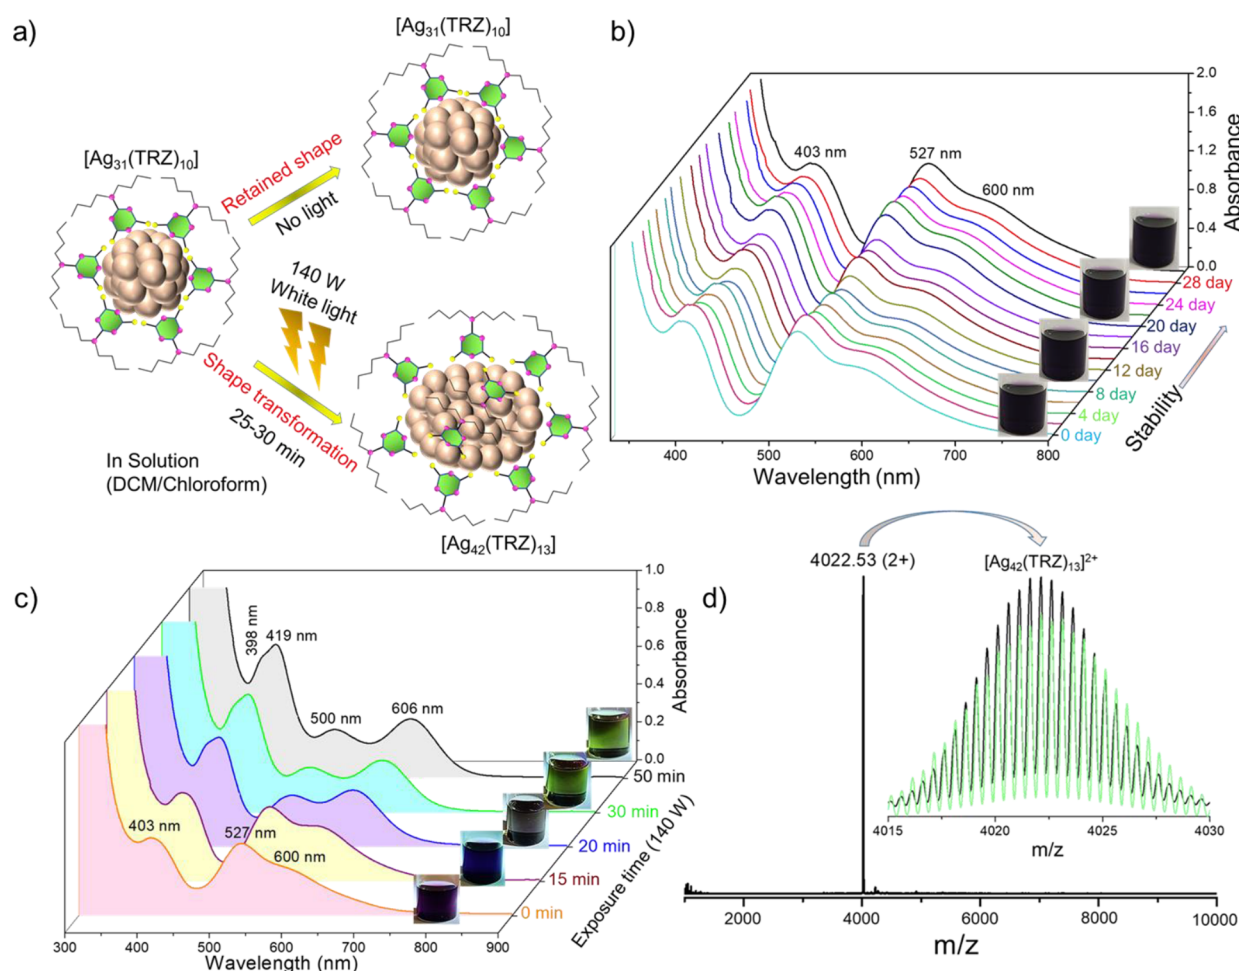 a)
[Ag₃₁(TRZ)₁₀]
[Ag₃₁(TRZ)₁₀]
Retained shape
No light
140 W
White light
Shape transformation
25-30 min
In Solution
(DCM/Chloroform)
[Ag₄₂(TRZ)₁₃]
b)
2.0
1.6
1.2
0.8
0.4
0.0
Absorbance
403 nm
527 nm
600 nm
28 day
24 day
20 day
16 day
12 day
8 day
4 day
0 day
Stability
400
500
600
700
800
Wavelength (nm)
c)
1.0
0.8
0.6
0.4
0.2
0.0
Absorbance
398 nm
419 nm
500 nm
606 nm
403 nm
527 nm
600 nm
50 min
30 min
20 min
15 min
0 min
Exposure time (140 W)
300
400
500
600
700
800
900
Wavelength (nm)
d)
4022.53 (2+)
[Ag₄₂(TRZ)₁₃]²⁺
4015
4020
4025
4030
m/z
2000
4000
6000
8000
10000
m/z